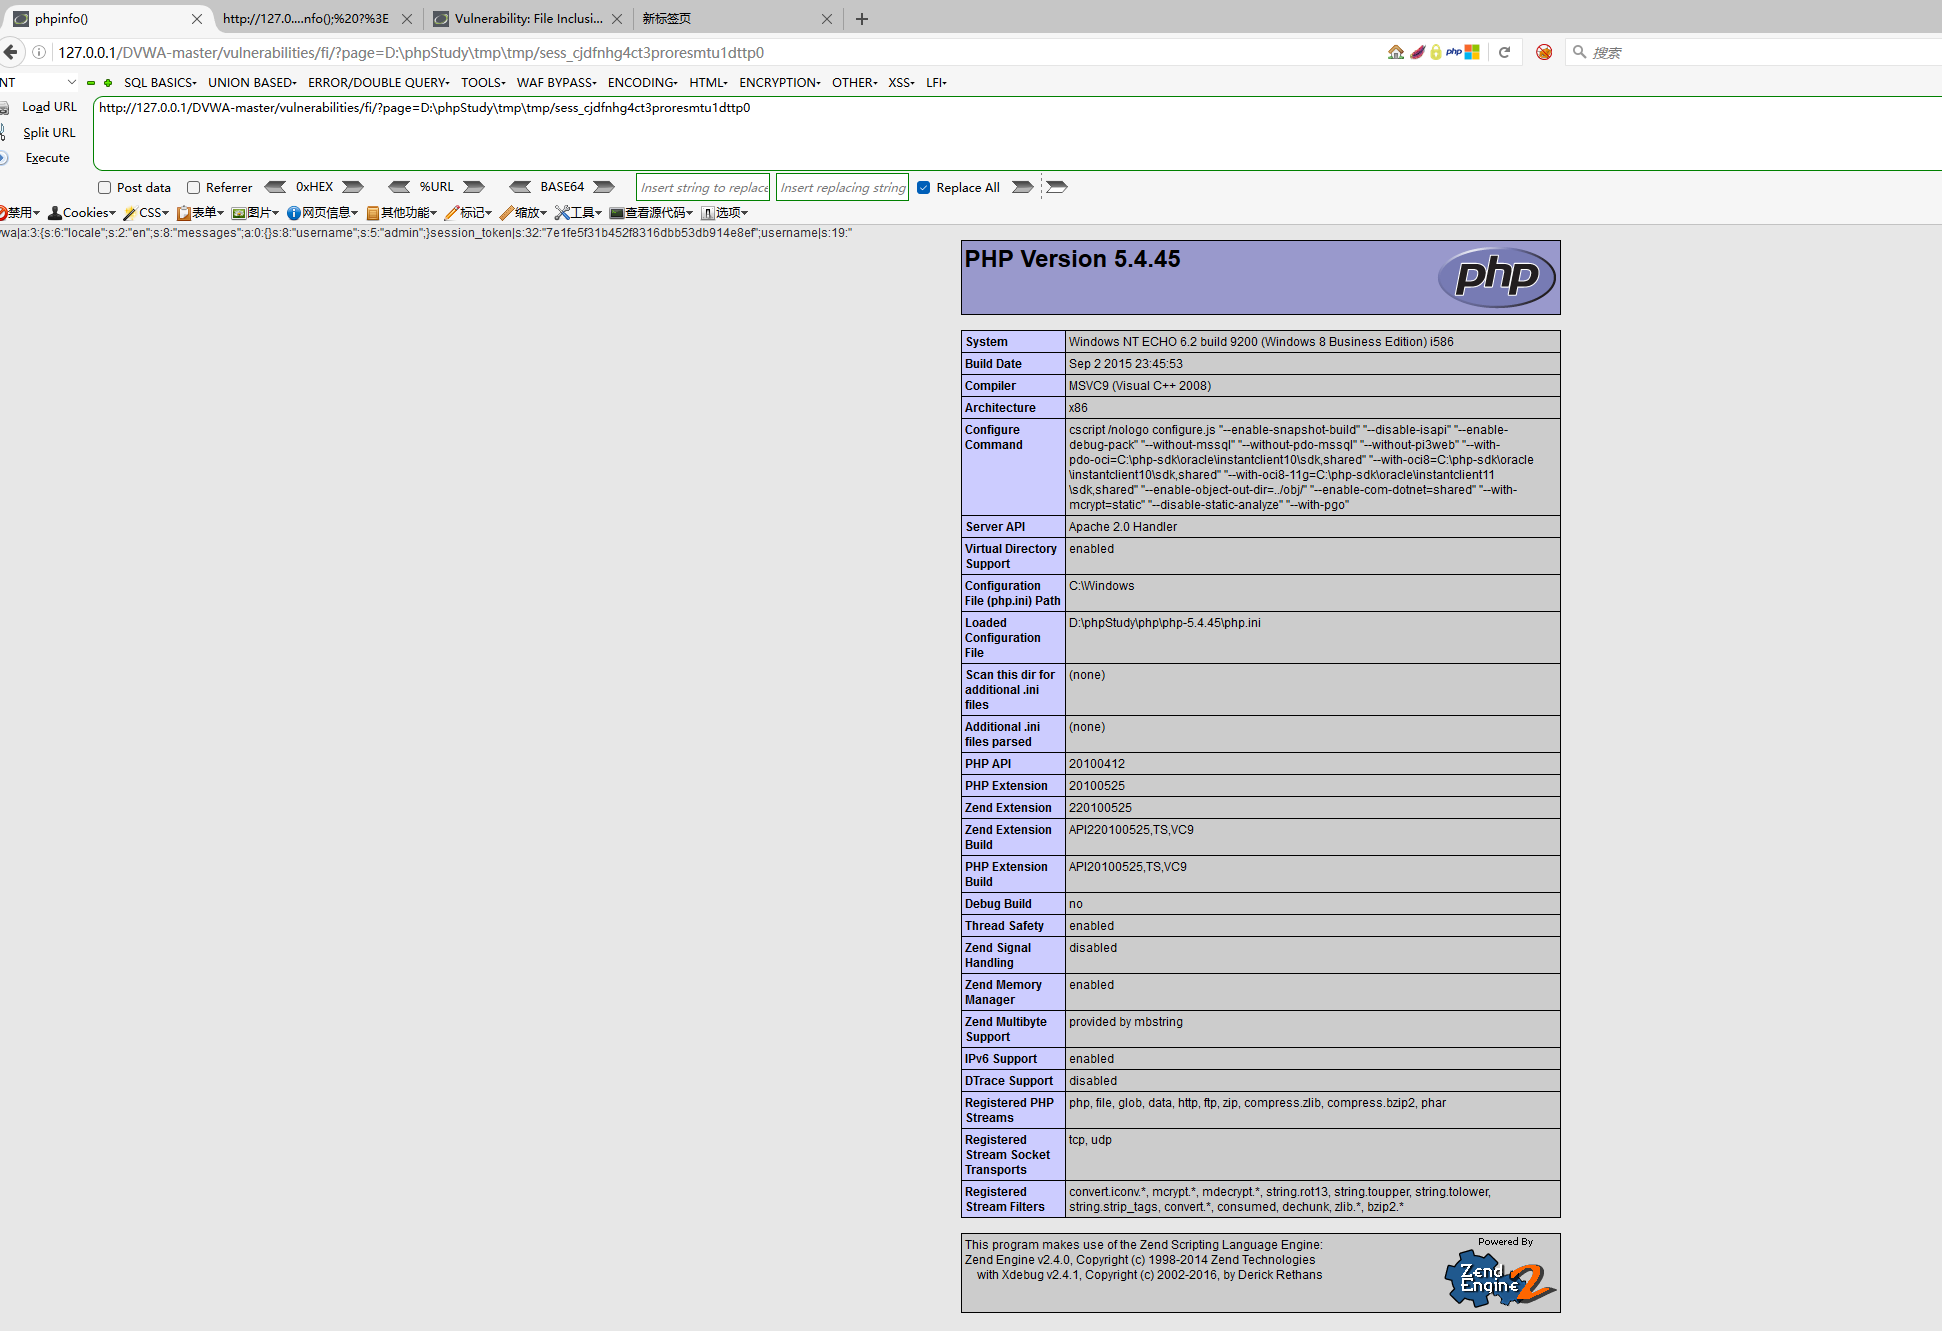 phpinfo()
http://127.0....nfo();%20?%3E
Vulnerability: File Inclusi...
新标签页
127.0.0.1/DVWA-master/vulnerabilities/fi/?page=D:\phpStudy\tmp\tmp/sess_cjdfnhg4ct3proresmtu1dttp0
php
搜索
NT
SQL BASICS
UNION BASED
ERROR/DOUBLE QUERY
TOOLS
WAF BYPASS
ENCODING
HTML
ENCRYPTION
OTHER
XSS
LFI
Load URL
Split URL
Execute
http://127.0.0.1/DVWA-master/vulnerabilities/fi/?page=D:\phpStudy\tmp\tmp/sess_cjdfnhg4ct3proresmtu1dttp0
Post data
Referrer
0xHEX
%URL
BASE64
Insert string to replace
Insert replacing string
Replace All
禁用
Cookies
CSS
表单
图片
网页信息
其他功能
标记
缩放
工具
查看源代码
选项
wa|a:3:{s:6:"locale";s:2:"en";s:8:"messages";a:0:{}s:8:"username";s:5:"admin";}session_token|s:32:"7e1fe5f31b452f8316dbb53db914e8ef";username|s:19:"
PHP Version 5.4.45
php
System
Windows NT ECHO 6.2 build 9200 (Windows 8 Business Edition) i586
Build Date
Sep 2 2015 23:45:53
Compiler
MSVC9 (Visual C++ 2008)
Architecture
x86
Configure
Command
cscript /nologo configure.js "--enable-snapshot-build" "--disable-isapi" "--enable-
debug-pack" "--without-mssql" "--without-pdo-mssql" "--without-pi3web" "--with-
pdo-oci=C:\php-sdk\oracle\instantclient10\sdk,shared" "--with-oci8=C:\php-sdk\oracle
\instantclient10\sdk,shared" "--with-oci8-11g=C:\php-sdk\oracle\instantclient11
\sdk,shared" "--enable-object-out-dir=../obj/" "--enable-com-dotnet=shared" "--with-
mcrypt=static" "--disable-static-analyze" "--with-pgo"
Server API
Apache 2.0 Handler
Virtual Directory
Support
enabled
Configuration
File (php.ini) Path
C:\Windows
Loaded
Configuration
File
D:\phpStudy\php\php-5.4.45\php.ini
Scan this dir for
additional .ini
files
(none)
Additional .ini
files parsed
(none)
PHP API
20100412
PHP Extension
20100525
Zend Extension
220100525
Zend Extension
Build
API220100525,TS,VC9
PHP Extension
Build
API20100525,TS,VC9
Debug Build
no
Thread Safety
enabled
Zend Signal
Handling
disabled
Zend Memory
Manager
enabled
Zend Multibyte
Support
provided by mbstring
IPv6 Support
enabled
DTrace Support
disabled
Registered PHP
Streams
php, file, glob, data, http, ftp, zip, compress.zlib, compress.bzip2, phar
Registered
Stream Socket
Transports
tcp, udp
Registered
Stream Filters
convert.iconv.*, mcrypt.*, mdecrypt.*, string.rot13, string.toupper, string.tolower,
string.strip_tags, convert.*, consumed, dechunk, zlib.*, bzip2.*
This program makes use of the Zend Scripting Language Engine:
Zend Engine v2.4.0, Copyright (c) 1998-2014 Zend Technologies
with Xdebug v2.4.1, Copyright (c) 2002-2016, by Derick Rethans
Powered By
Zend
Engine 2